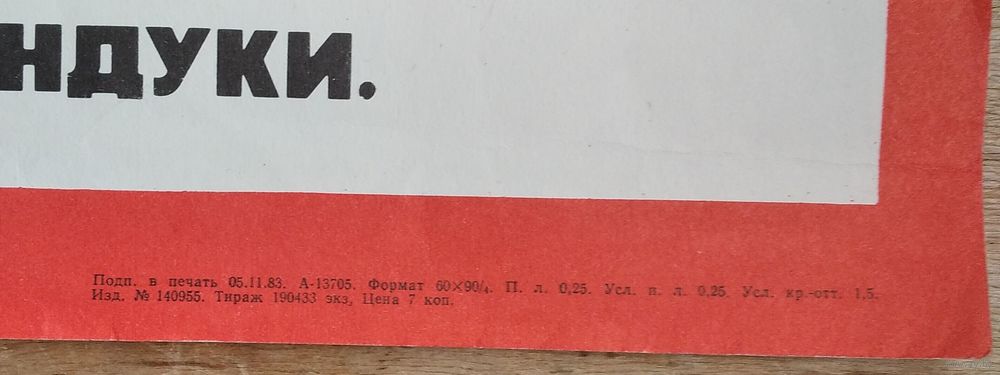 НДУКИ.
Подп. в печать 05.11.83. А-13705. Формат 60×90/₄. П. л. 0,25. Усл. п. л. 0,25. Усл. кр.-отт. 1,5.
Изд. № 140955. Тираж 190433 экз, Цена 7 коп.